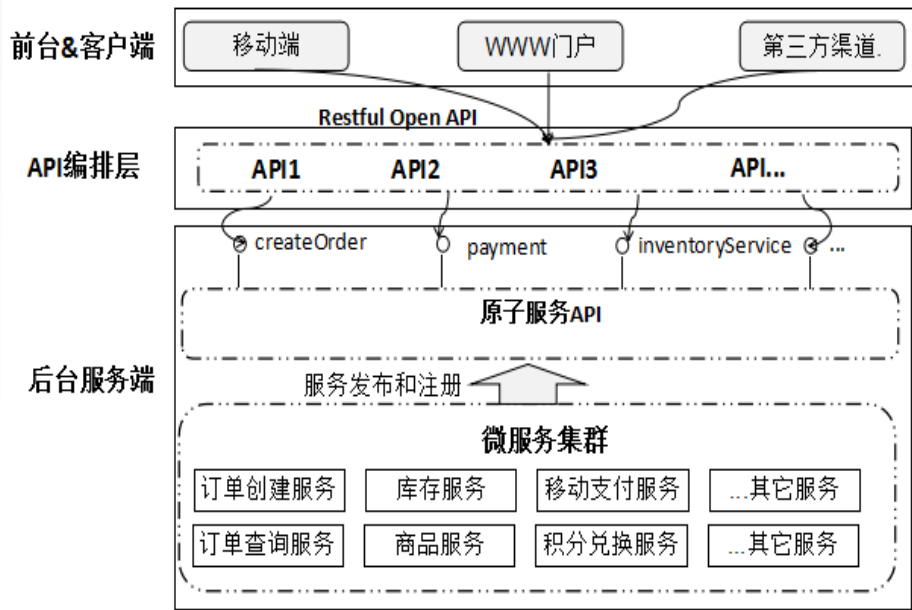 前台&客户端
移动端
WWW门户
第三方渠道.
Restful Open API
API编排层
API1
API2
API3
API...
createOrder
payment
inventoryService
...
原子服务API
后台服务端
服务发布和注册
微服务集群
订单创建服务
库存服务
移动支付服务
...其它服务
订单查询服务
商品服务
积分兑换服务
...其它服务